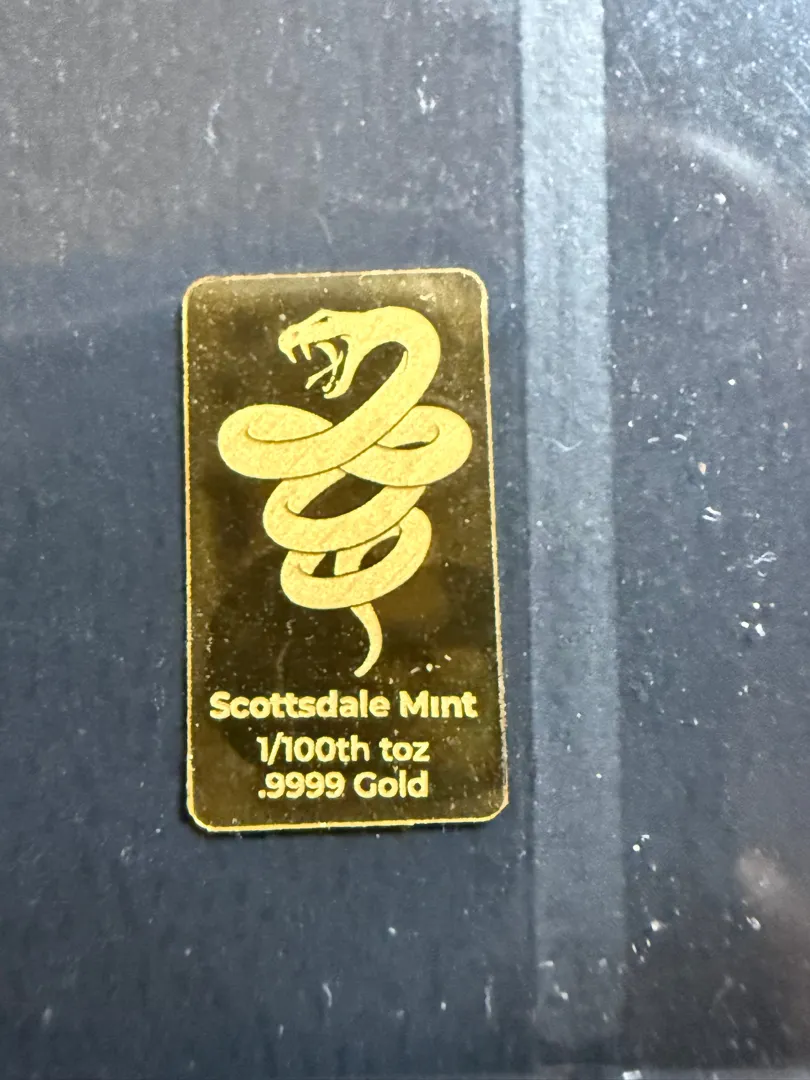 Scottsdale Mint
1/100th toz
.9999 Gold